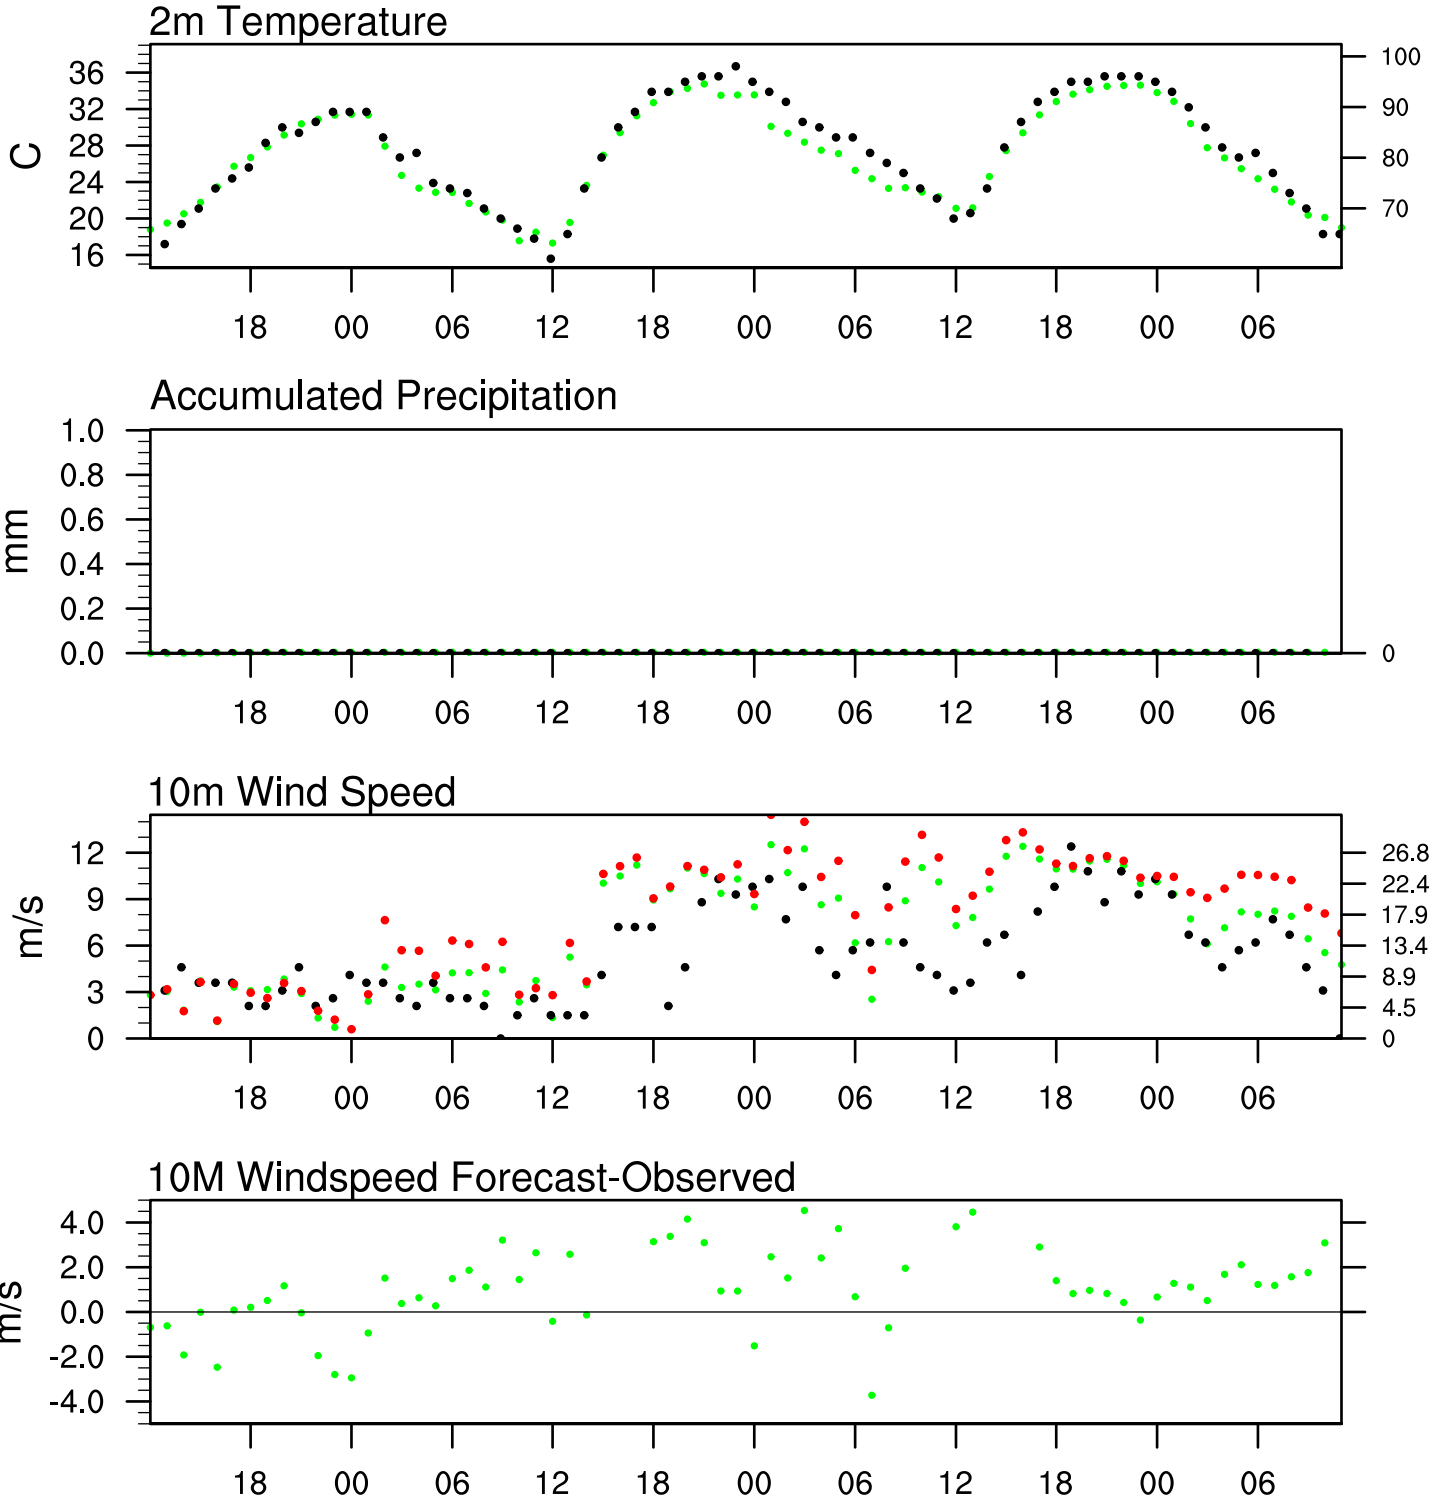 2m Temperature
36
32
28
24
20
16
C
100
90
80
70
18 00 06 12 18 00 06 12 18 00 06
Accumulated Precipitation
1.0
0.8
0.6
0.4
0.2
0.0
mm
0
18 00 06 12 18 00 06 12 18 00 06
10m Wind Speed
12
9
6
3
0
m/s
26.8
22.4
17.9
13.4
8.9
4.5
0
18 00 06 12 18 00 06 12 18 00 06
10M Windspeed Forecast-Observed
4.0
2.0
0.0
-2.0
-4.0
m/s
18 00 06 12 18 00 06 12 18 00 06